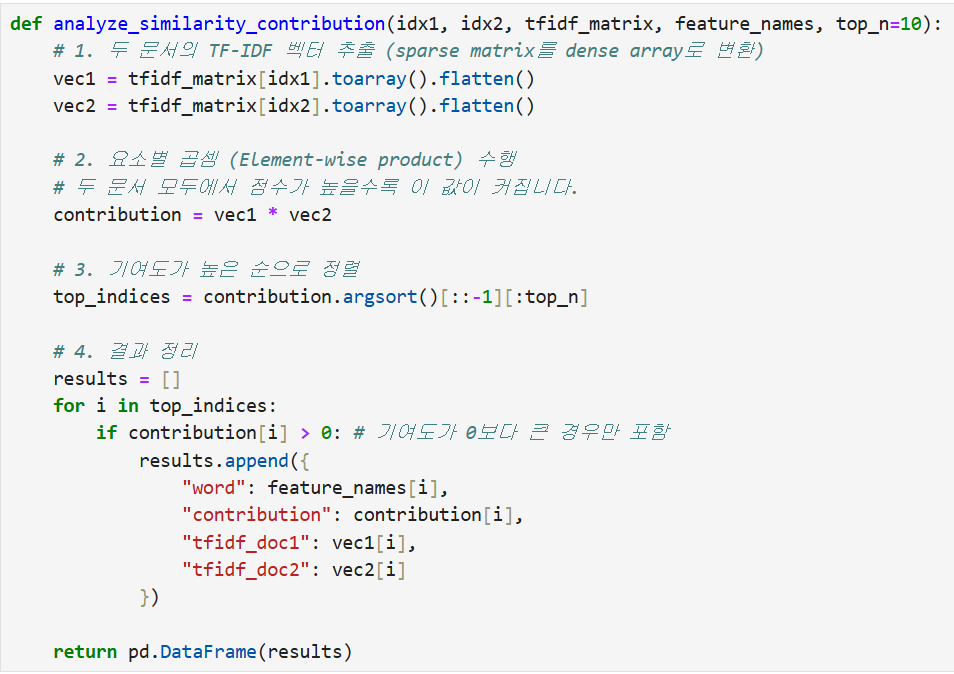 def analyze_similarity_contribution(idx1, idx2, tfidf_matrix, feature_names, top_n=10):
    # 1. 두 문서의 TF-IDF 벡터 추출 (sparse matrix를 dense array로 변환)
    vec1 = tfidf_matrix[idx1].toarray().flatten()
    vec2 = tfidf_matrix[idx2].toarray().flatten()

    # 2. 요소별 곱셈 (Element-wise product) 수행
    # 두 문서 모두에서 점수가 높을수록 이 값이 커집니다.
    contribution = vec1 * vec2

    # 3. 기여도가 높은 순으로 정렬
    top_indices = contribution.argsort()[::-1][:top_n]

    # 4. 결과 정리
    results = []
    for i in top_indices:
        if contribution[i] > 0: # 기여도가 0보다 큰 경우만 포함
            results.append({
                "word": feature_names[i],
                "contribution": contribution[i],
                "tfidf_doc1": vec1[i],
                "tfidf_doc2": vec2[i]
            })

    return pd.DataFrame(results)